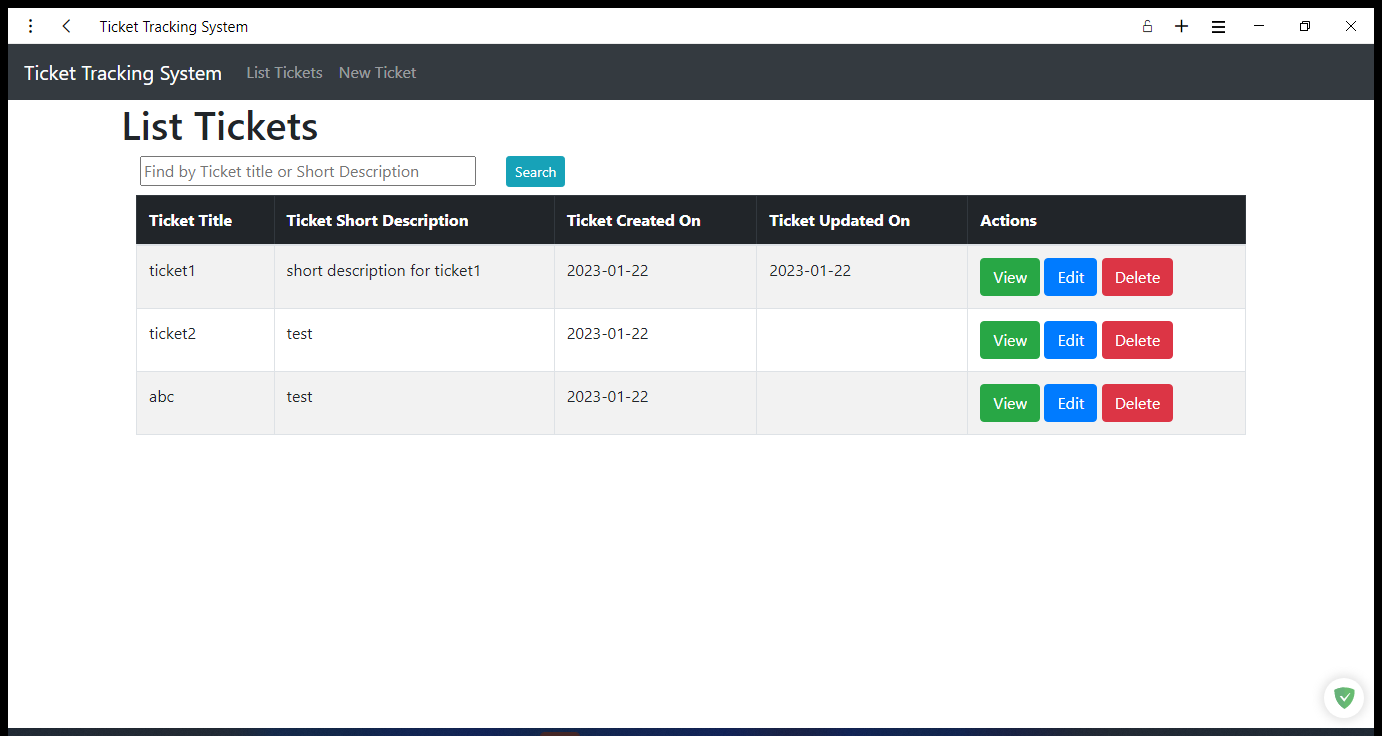 Ticket Tracking System
Ticket Tracking System List Tickets New Ticket
List Tickets
Find by Ticket title or Short Description Search
Ticket Title Ticket Short Description Ticket Created On Ticket Updated On Actions
ticket1 short description for ticket1 2023-01-22 2023-01-22 View Edit Delete
ticket2 test 2023-01-22 View Edit Delete
abc test 2023-01-22 View Edit Delete